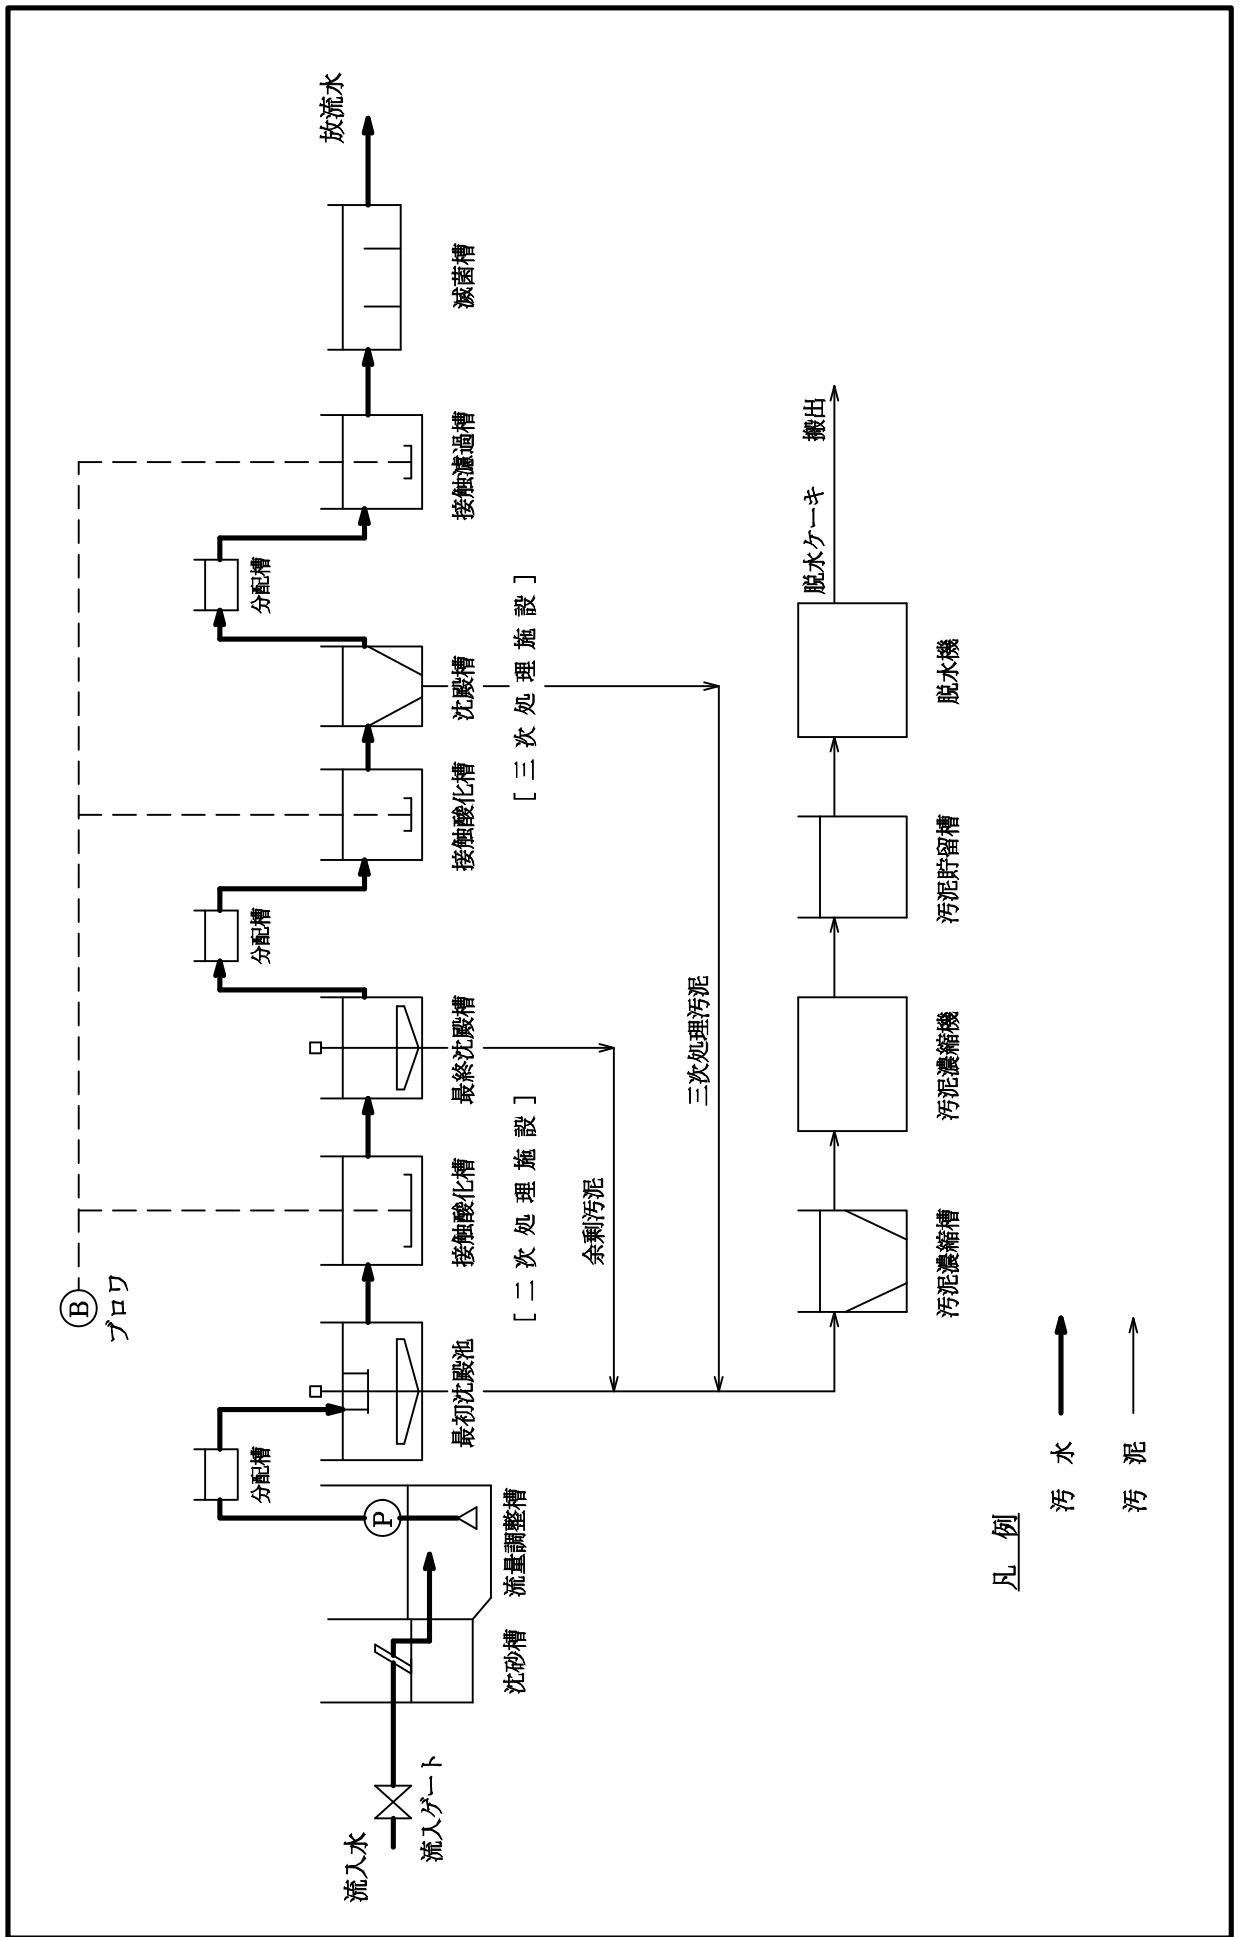 B
ブロワ
分配槽
分配槽
分配槽
流入水
流入ゲート
P
放流水
沈砂槽
流量調整槽
最初沈殿池
接触酸化槽
最終沈殿槽
接触酸化槽
沈殿槽
接触濾過槽
滅菌槽
[ 二 次 処 理 施 設 ]
[ 三 次 処 理 施 設 ]
余剰汚泥
三次処理汚泥
脱水ケーキ 搬出
汚泥濃縮槽
汚泥濃縮機
汚泥貯留槽
脱水機
凡 例
汚 水
汚 泥